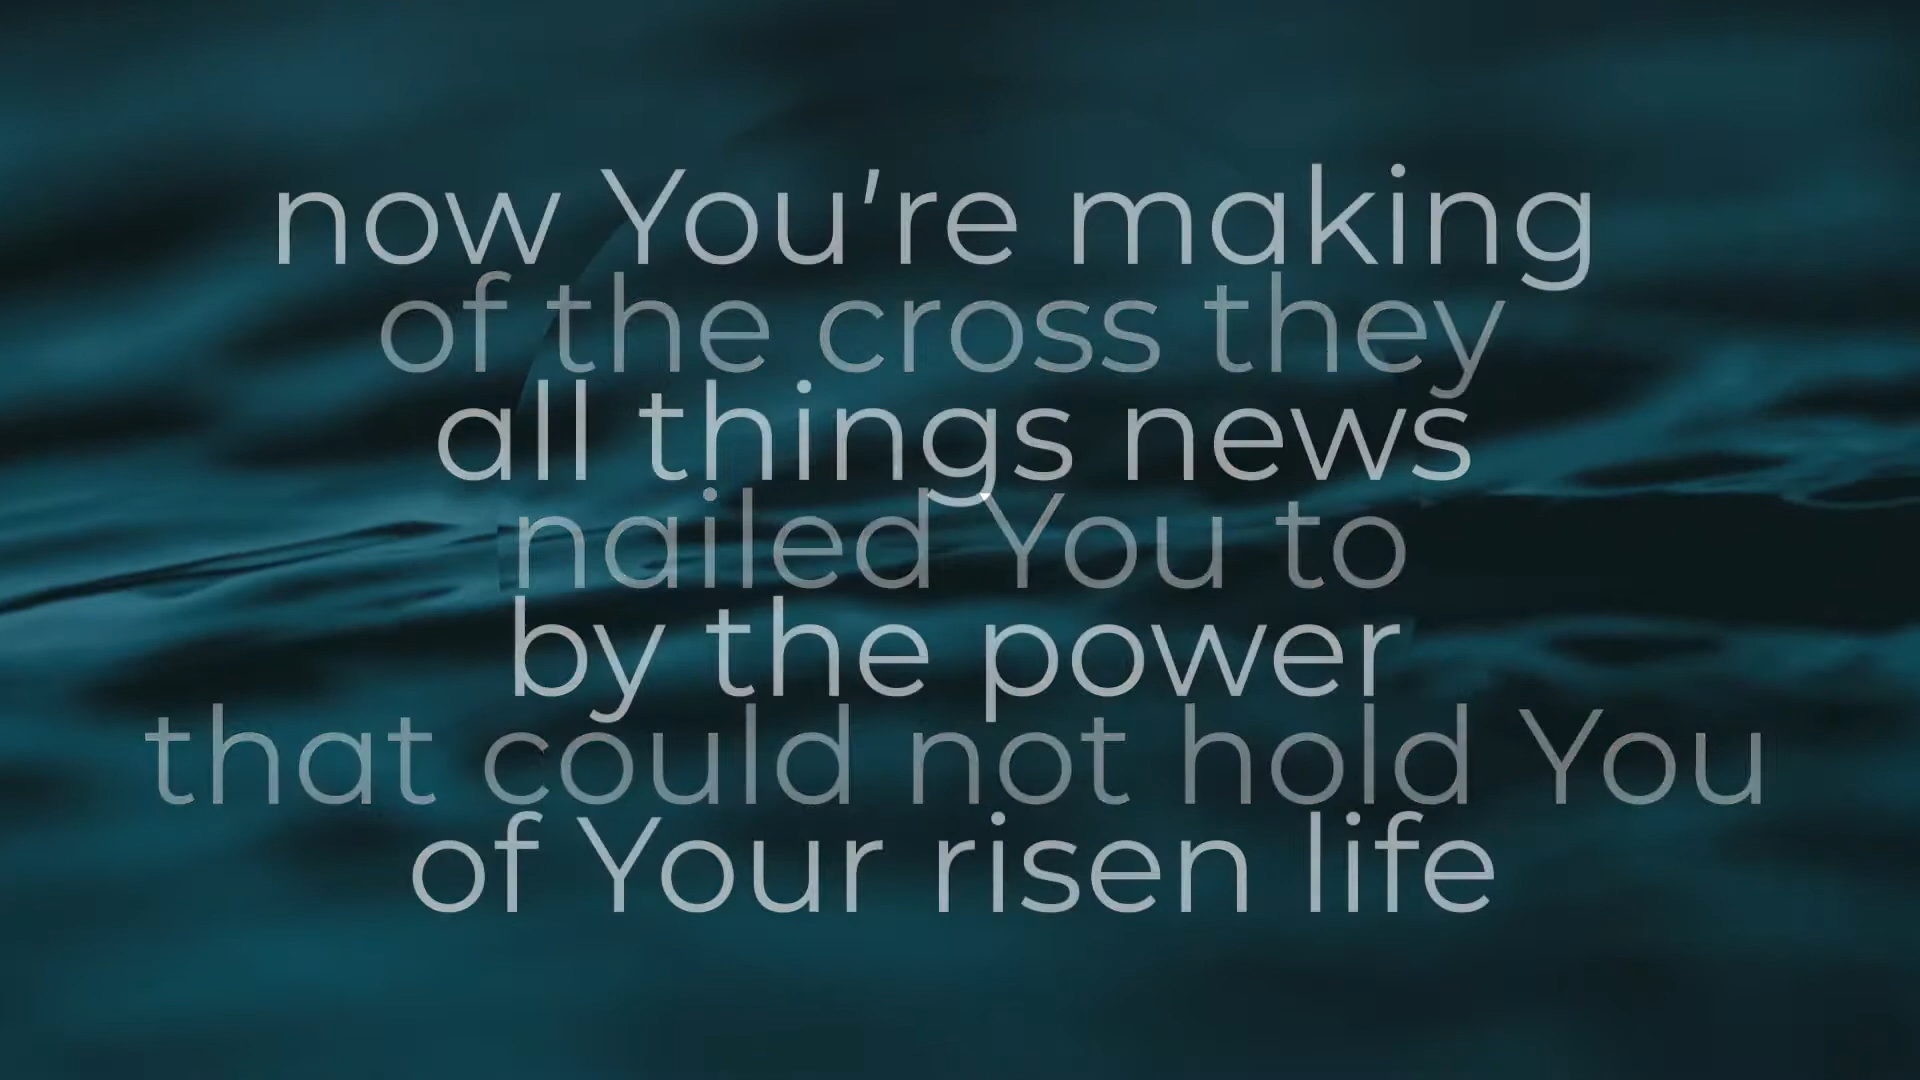 now You're making
of the cross they
all things news
nailed You to
by the power
that could not hold You
of Your risen life